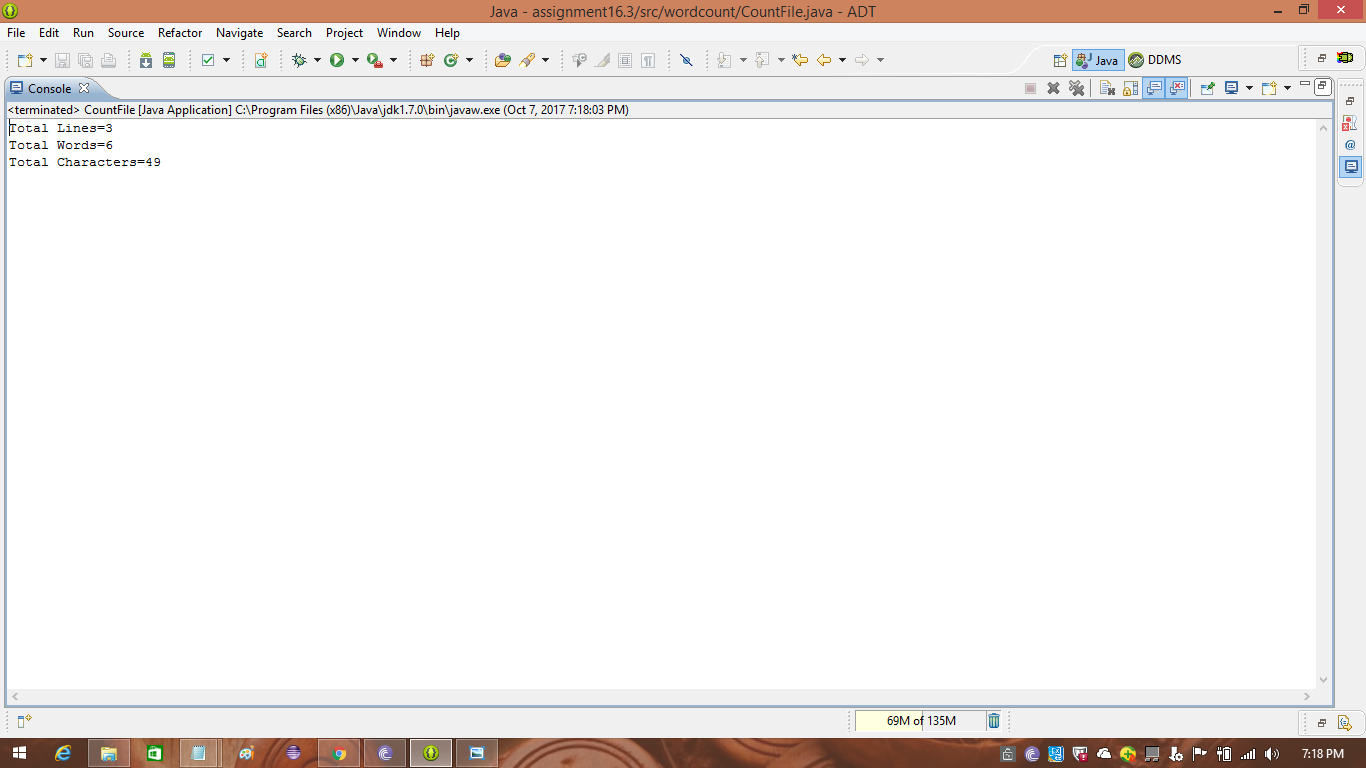 Java - assignment16.3/src/wordcount/CountFile.java - ADT
File Edit Run Source Refactor Navigate Search Project Window Help
Java DDMS
Console
<terminated> CountFile [Java Application] C:\Program Files (x86)\Java\jdk1.7.0\bin\javaw.exe (Oct 7, 2017 7:18:03 PM)
Total Lines=3
Total Words=6
Total Characters=49
69M of 135M
7:18 PM